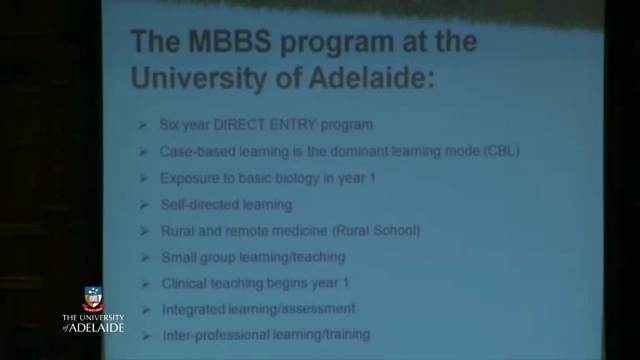 The MBBS program at the
University of Adelaide:
➢ Six year DIRECT ENTRY program
➢ Case-based learning is the dominant learning mode (CBL)
➢ Exposure to basic biology in year 1
➢ Self-directed learning
➢ Rural and remote medicine (Rural School)
➢ Small group learning/teaching
➢ Clinical teaching begins year 1
➢ Integrated learning/assessment
➢ Inter-professional learning/training
THE UNIVERSITY
of ADELAIDE